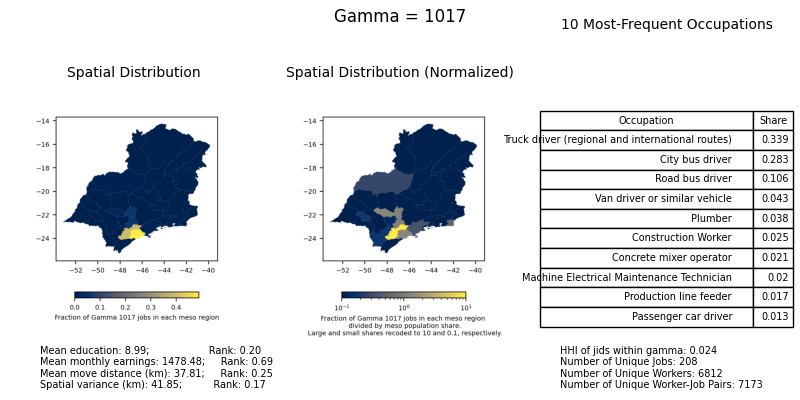 Gamma = 1017
10 Most-Frequent Occupations
Spatial Distribution
Spatial Distribution (Normalized)
−14
−16
−18
−20
−22
−24
−52 −50 −48 −46 −44 −42 −40
0.0 0.1 0.2 0.3 0.4
Fraction of Gamma 1017 jobs in each meso region
−14
−16
−18
−20
−22
−24
−52 −50 −48 −46 −44 −42 −40
10⁻¹ 10⁰ 10¹
Fraction of Gamma 1017 jobs in each meso region
divided by meso population share.
Large and small shares recoded to 10 and 0.1, respectively.
Occupation Share
Truck driver (regional and international routes) 0.339
City bus driver 0.283
Road bus driver 0.106
Van driver or similar vehicle 0.043
Plumber 0.038
Construction Worker 0.025
Concrete mixer operator 0.021
Machine Electrical Maintenance Technician 0.02
Production line feeder 0.017
Passenger car driver 0.013
Mean education: 8.99; Rank: 0.20
Mean monthly earnings: 1478.48; Rank: 0.69
Mean move distance (km): 37.81; Rank: 0.25
Spatial variance (km): 41.85; Rank: 0.17
HHI of jids within gamma: 0.024
Number of Unique Jobs: 208
Number of Unique Workers: 6812
Number of Unique Worker-Job Pairs: 7173